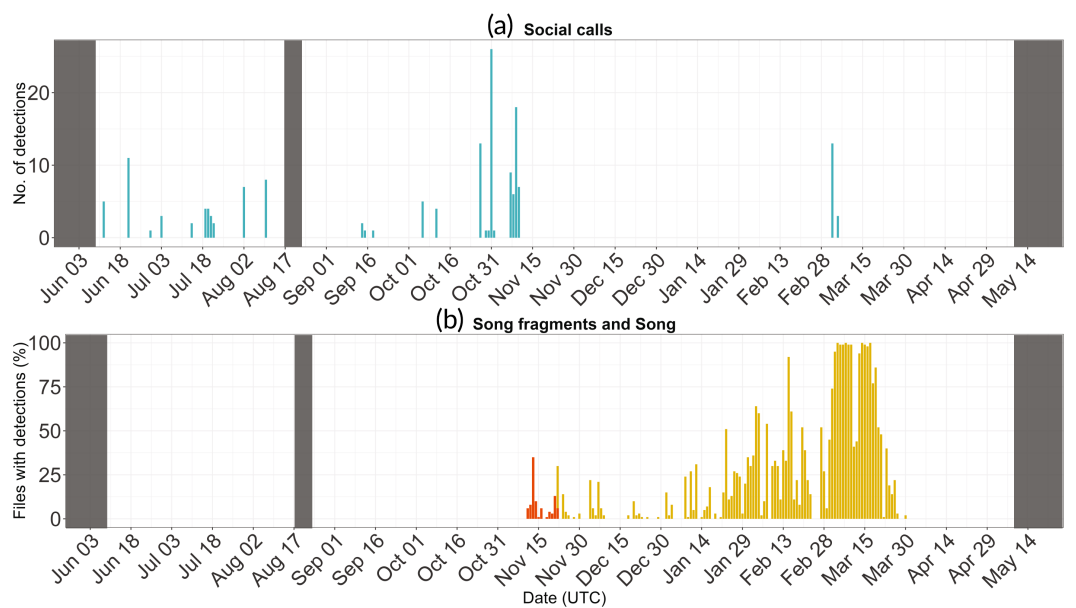 (a) Social calls
No. of detections
20
10
0
Jun 03 Jun 18 Jul 03 Jul 18 Aug 02 Aug 17 Sep 01 Sep 16 Oct 01 Oct 16 Oct 31 Nov 15 Nov 30 Dec 15 Dec 30 Jan 14 Jan 29 Feb 13 Feb 28 Mar 15 Mar 30 Apr 14 Apr 29 May 14
(b) Song fragments and Song
Files with detections (%)
100
75
50
25
0
Jun 03 Jun 18 Jul 03 Jul 18 Aug 02 Aug 17 Sep 01 Sep 16 Oct 01 Oct 16 Oct 31 Nov 15 Nov 30 Dec 15 Dec 30 Jan 14 Jan 29 Feb 13 Feb 28 Mar 15 Mar 30 Apr 14 Apr 29 May 14
Date (UTC)